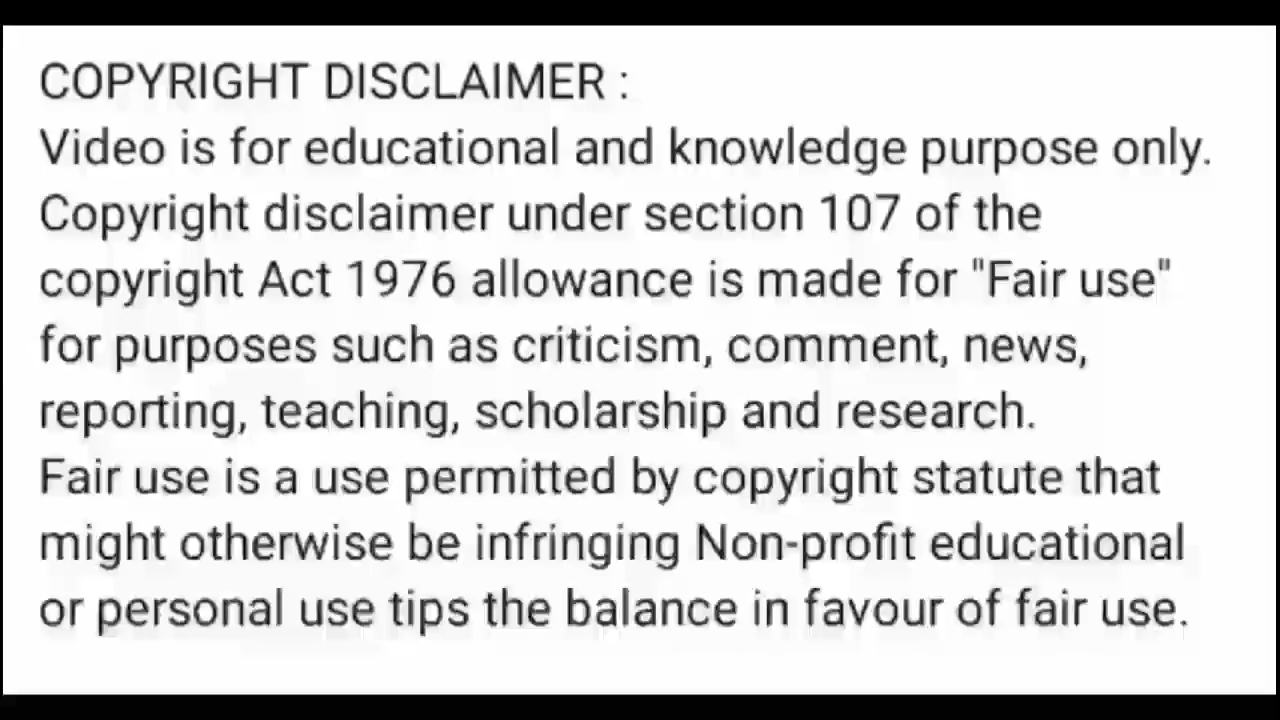 COPYRIGHT DISCLAIMER :
Video is for educational and knowledge purpose only.
Copyright disclaimer under section 107 of the
copyright Act 1976 allowance is made for "Fair use"
for purposes such as criticism, comment, news,
reporting, teaching, scholarship and research.
Fair use is a use permitted by copyright statute that
might otherwise be infringing Non-profit educational
or personal use tips the balance in favour of fair use.